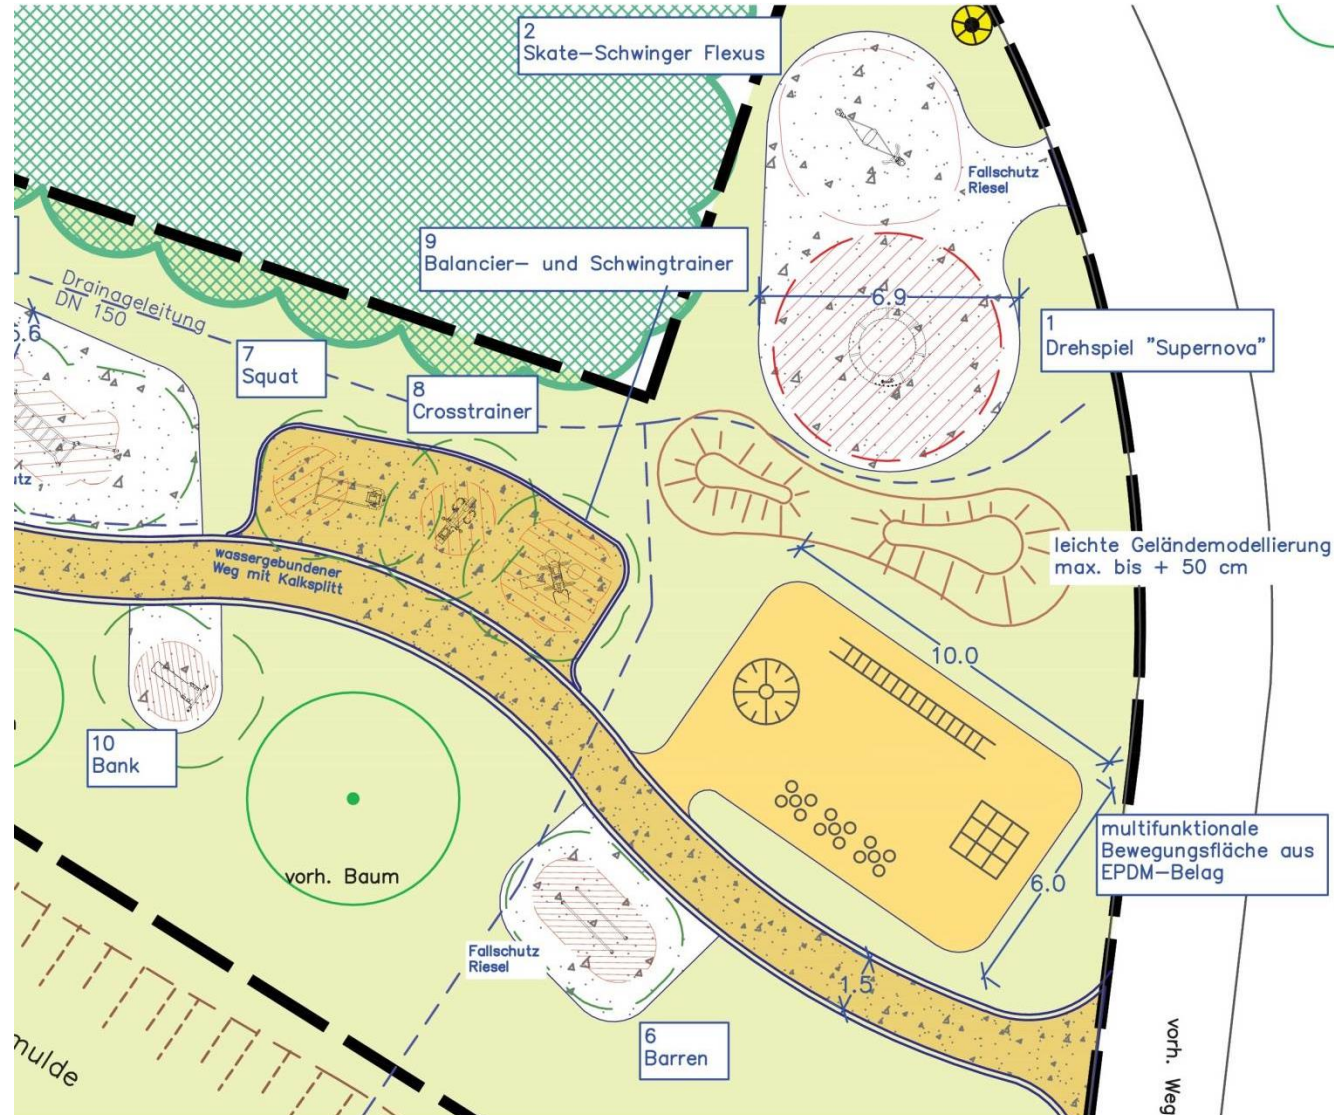 2
Skate-Schwinger Flexus
Fallschutz
Riesel
9
Balancier- und Schwingtrainer
Drainageleitung
DN 150
6.9
1
Drehspiel "Supernova"
7
Squat
8
Crosstrainer
leichte Geländemodellierung
max. bis + 50 cm
wassergebundener
Weg mit Kalksplitt
10.0
10
Bank
multifunktionale
Bewegungsfläche aus
EPDM-Belag
vorh. Baum
6.0
Fallschutz
Riesel
1.5
6
Barren
mulde
vorh. Weg